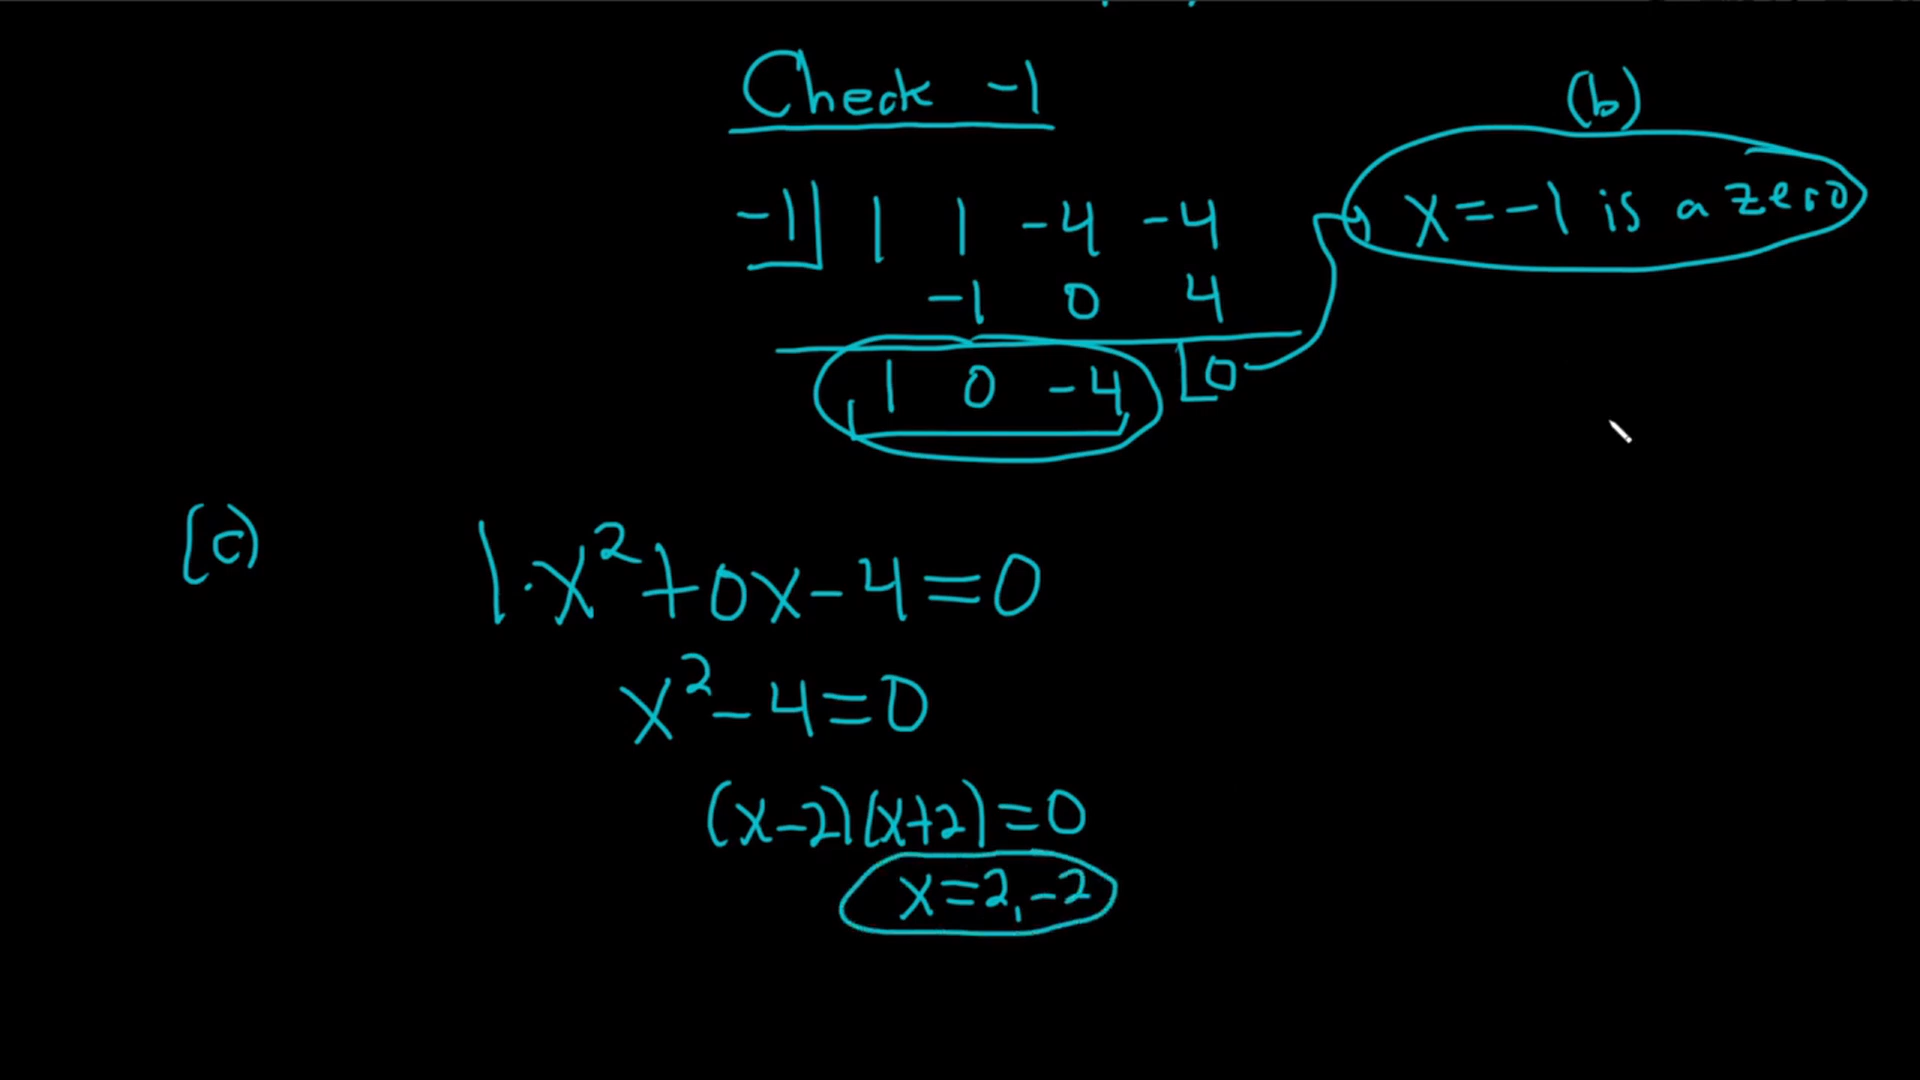 Check -1
(b)
x=-1 is a zero
-1| 1 1 -4 -4
-1 0 4
1 0 -4 |0
(c)
1·x²+0x-4=0
x²-4=0
(x-2)(x+2)=0
x=2,-2